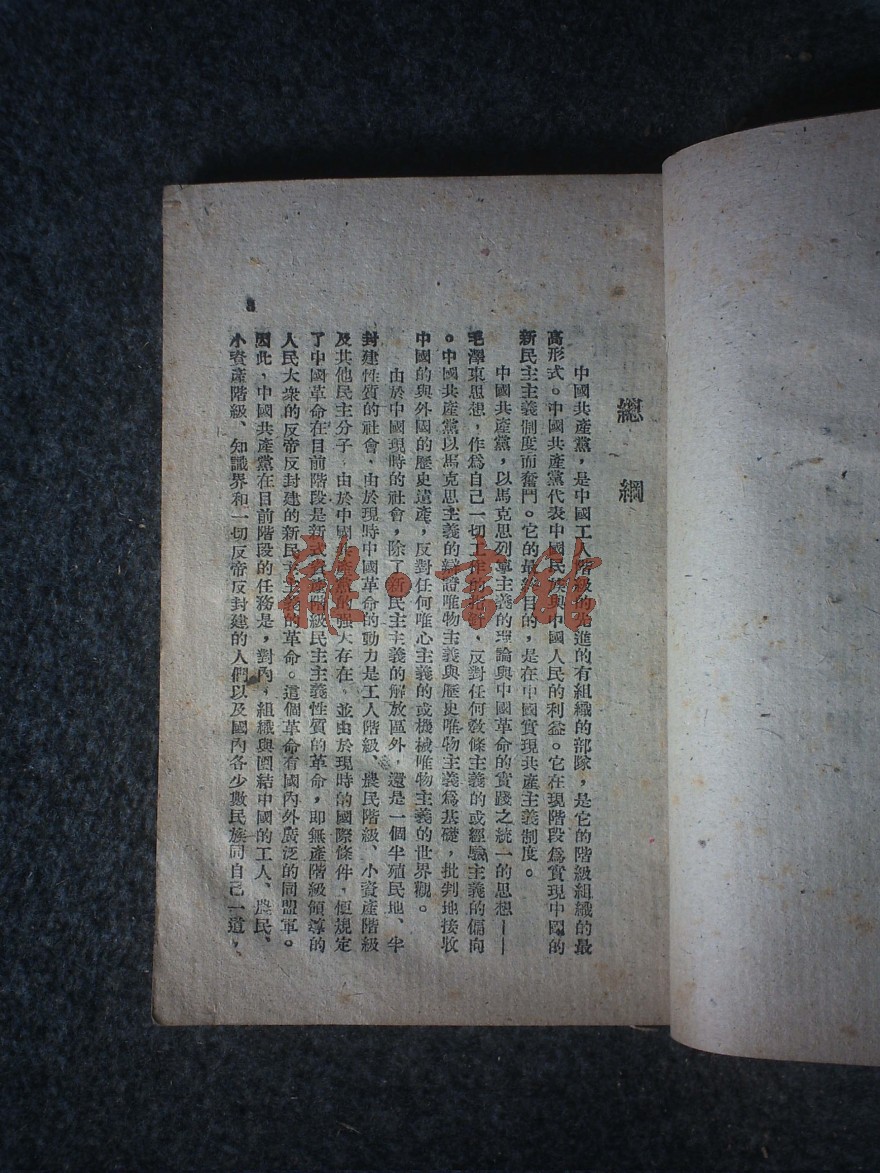 總綱
中國共產黨，是中國工人階級的先進的有組織的部隊，是它的階級組織的最
高形式。中國共產黨代表中國民族與中國人民的利益。它在現階段爲實現中國的
新民主主義制度而奮鬥。它的最終目的，是在中國實現共產主義制度。
中國共產黨，以馬克思列寧主義的理論與中國革命的實踐之統一的思想——
毛澤東思想，作爲自己一切工作的指針，反對任何敎條主義的或經驗主義的偏向
。中國共產黨以馬克思主義的辯證唯物主義與歷史唯物主義爲基礎，批判地接收
中國的與外國的歷史遺產，反對任何唯心主義的或機械唯物主義的世界觀。
由於中國現時的社會，除了新民主主義的解放區外，還是一個半殖民地、半
封建性質的社會，由於現時中國革命的動力是工人階級、農民階級、小資產階級
及其他民主分子，由於中國共產黨的强大存在，並由於現時的國際條件，便規定
了中國革命在目前階段是新式資產階級民主主義性質的革命，即無產階級領導的
人民大衆的反帝反封建的新民主主義的革命。這個革命有國內外廣泛的同盟軍。
因此，中國共產黨在目前階段的任務是，對內，組織與團結中國的工人、農民、
小資產階級、知識界和一切反帝反封建的人們以及國內各少數民族同自己一道，
雜·書館